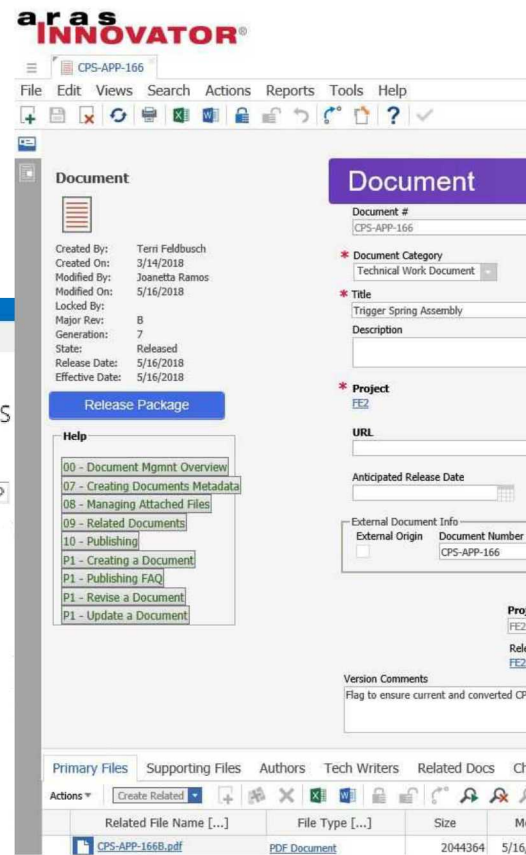 aras
INNOVATOR®
CPS-APP-166
File Edit Views Search Actions Reports Tools Help
Document
Created By: Terri Feldbusch
Created On: 3/14/2018
Modified By: Joanetta Ramos
Modified On: 5/16/2018
Locked By:
Major Rev: B
Generation: 7
State: Released
Release Date: 5/16/2018
Effective Date: 5/16/2018
Release Package
Help
00 - Document Mgmnt Overview
07 - Creating Documents Metadata
08 - Managing Attached Files
09 - Related Documents
10 - Publishing
P1 - Creating a Document
P1 - Publishing FAQ
P1 - Revise a Document
P1 - Update a Document
Document
Document #
CPS-APP-166
* Document Category
Technical Work Document
* Title
Trigger Spring Assembly
Description
* Project
FE2
URL
Anticipated Release Date
External Document Info
External Origin Document Number
CPS-APP-166
FE2
FE2
Version Comments
Flag to ensure current and converted
Primary Files Supporting Files Authors Tech Writers Related Docs
Actions Create Related
Related File Name [...] File Type [...] Size
CPS-APP-166B.pdf PDF Document 2044364 5/16